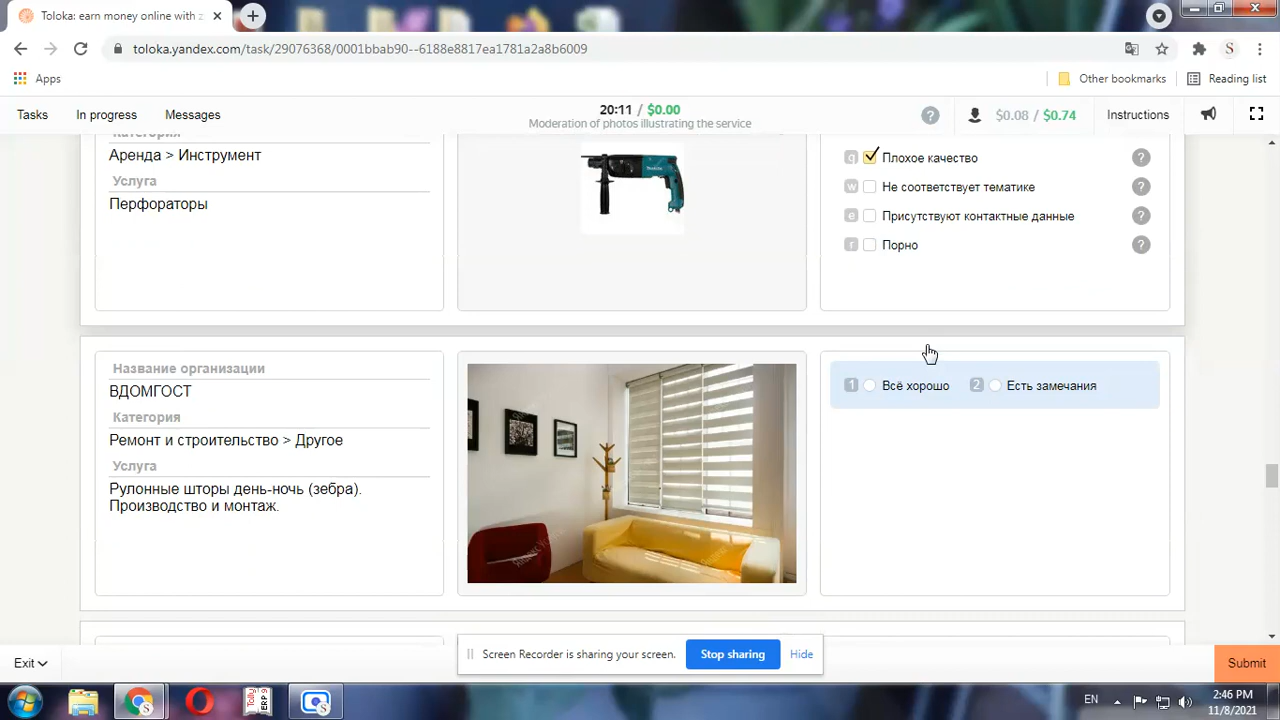 Toloka: earn money online with z
toloka.yandex.com/task/29076368/0001bbab90--6188e8817ea1781a2a8b6009
S
Apps
Other bookmarks
Reading list
Tasks
In progress
Messages
20:11 / $0.00
Moderation of photos illustrating the service
?
$0.08 / $0.74
Instructions
Категория
Аренда > Инструмент
Услуга
Перфораторы
q Плохое качество ?
w Не соответствует тематике ?
e Присутствуют контактные данные ?
r Порно ?
Название организации
ВДОМГОСТ
Категория
Ремонт и строительство > Другое
Услуга
Рулонные шторы день-ночь (зебра).
Производство и монтаж.
1 Всё хорошо 2 Есть замечания
Screen Recorder is sharing your screen.
Stop sharing
Hide
Exit
Submit
EN
2:46 PM
11/8/2021